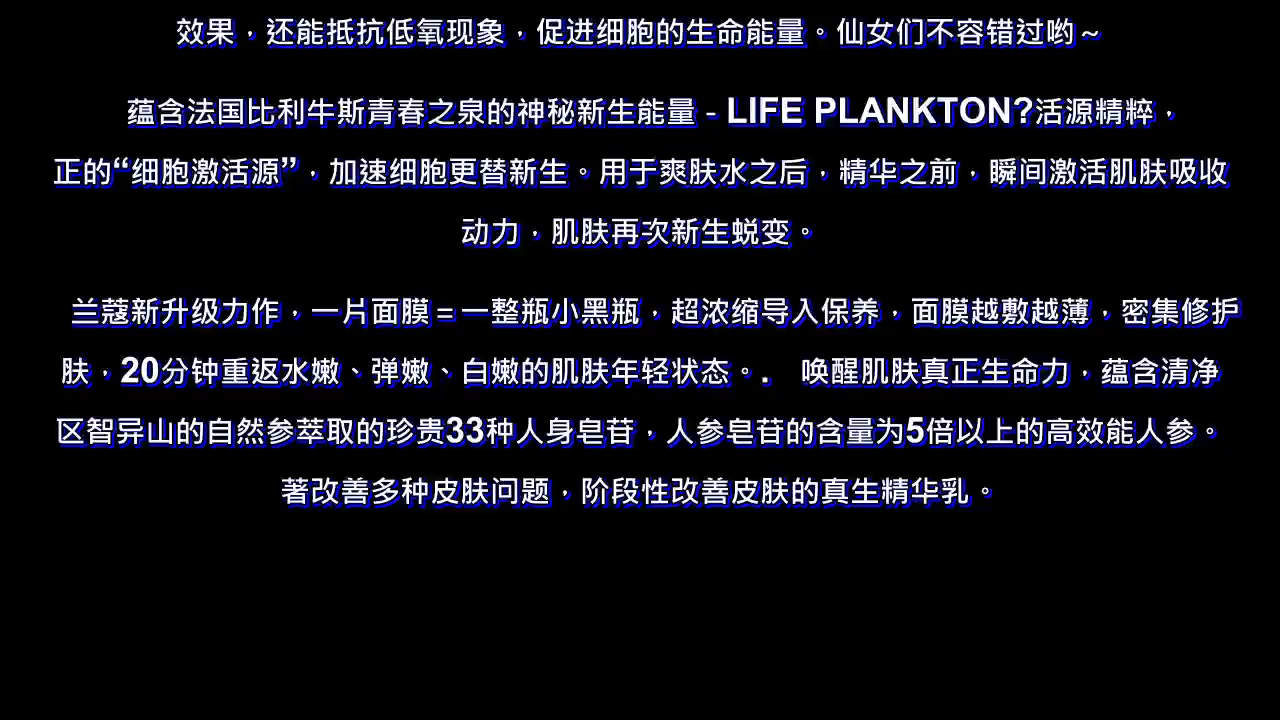 效果，还能抵抗低氧现象，促进细胞的生命能量。仙女们不容错过哟～
蕴含法国比利牛斯青春之泉的神秘新生能量 - LIFE PLANKTON?活源精粹，
正的“细胞激活源”，加速细胞更替新生。用于爽肤水之后，精华之前，瞬间激活肌肤吸收
动力，肌肤再次新生蜕变。
兰蔻新升级力作，一片面膜＝一整瓶小黑瓶，超浓缩导入保养，面膜越敷越薄，密集修护
肤，20分钟重返水嫩、弹嫩、白嫩的肌肤年轻状态。. 唤醒肌肤真正生命力，蕴含清净
区智异山的自然参萃取的珍贵33种人身皂苷，人参皂苷的含量为5倍以上的高效能人参。
著改善多种皮肤问题，阶段性改善皮肤的真生精华乳。